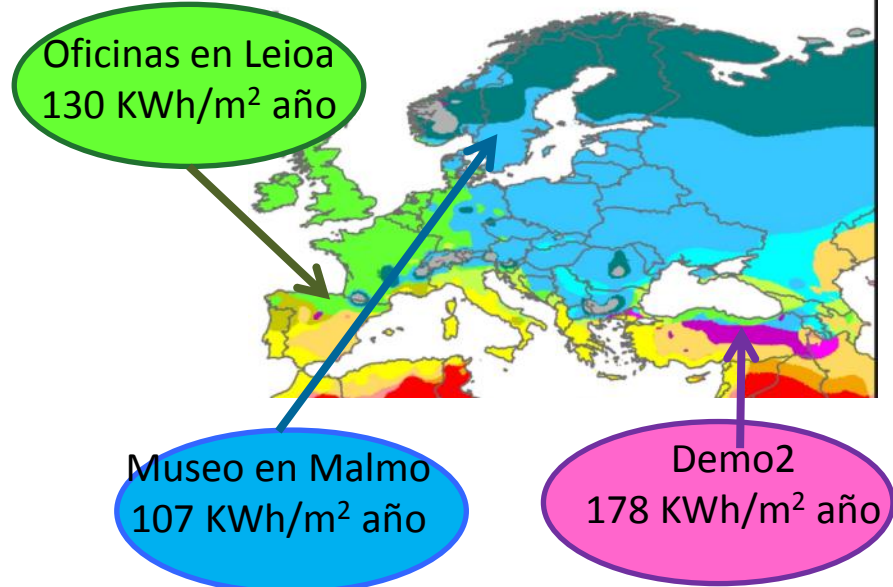 Oficinas en Leioa
130 KWh/m² año
Museo en Malmo
107 KWh/m² año
Demo2
178 KWh/m² año